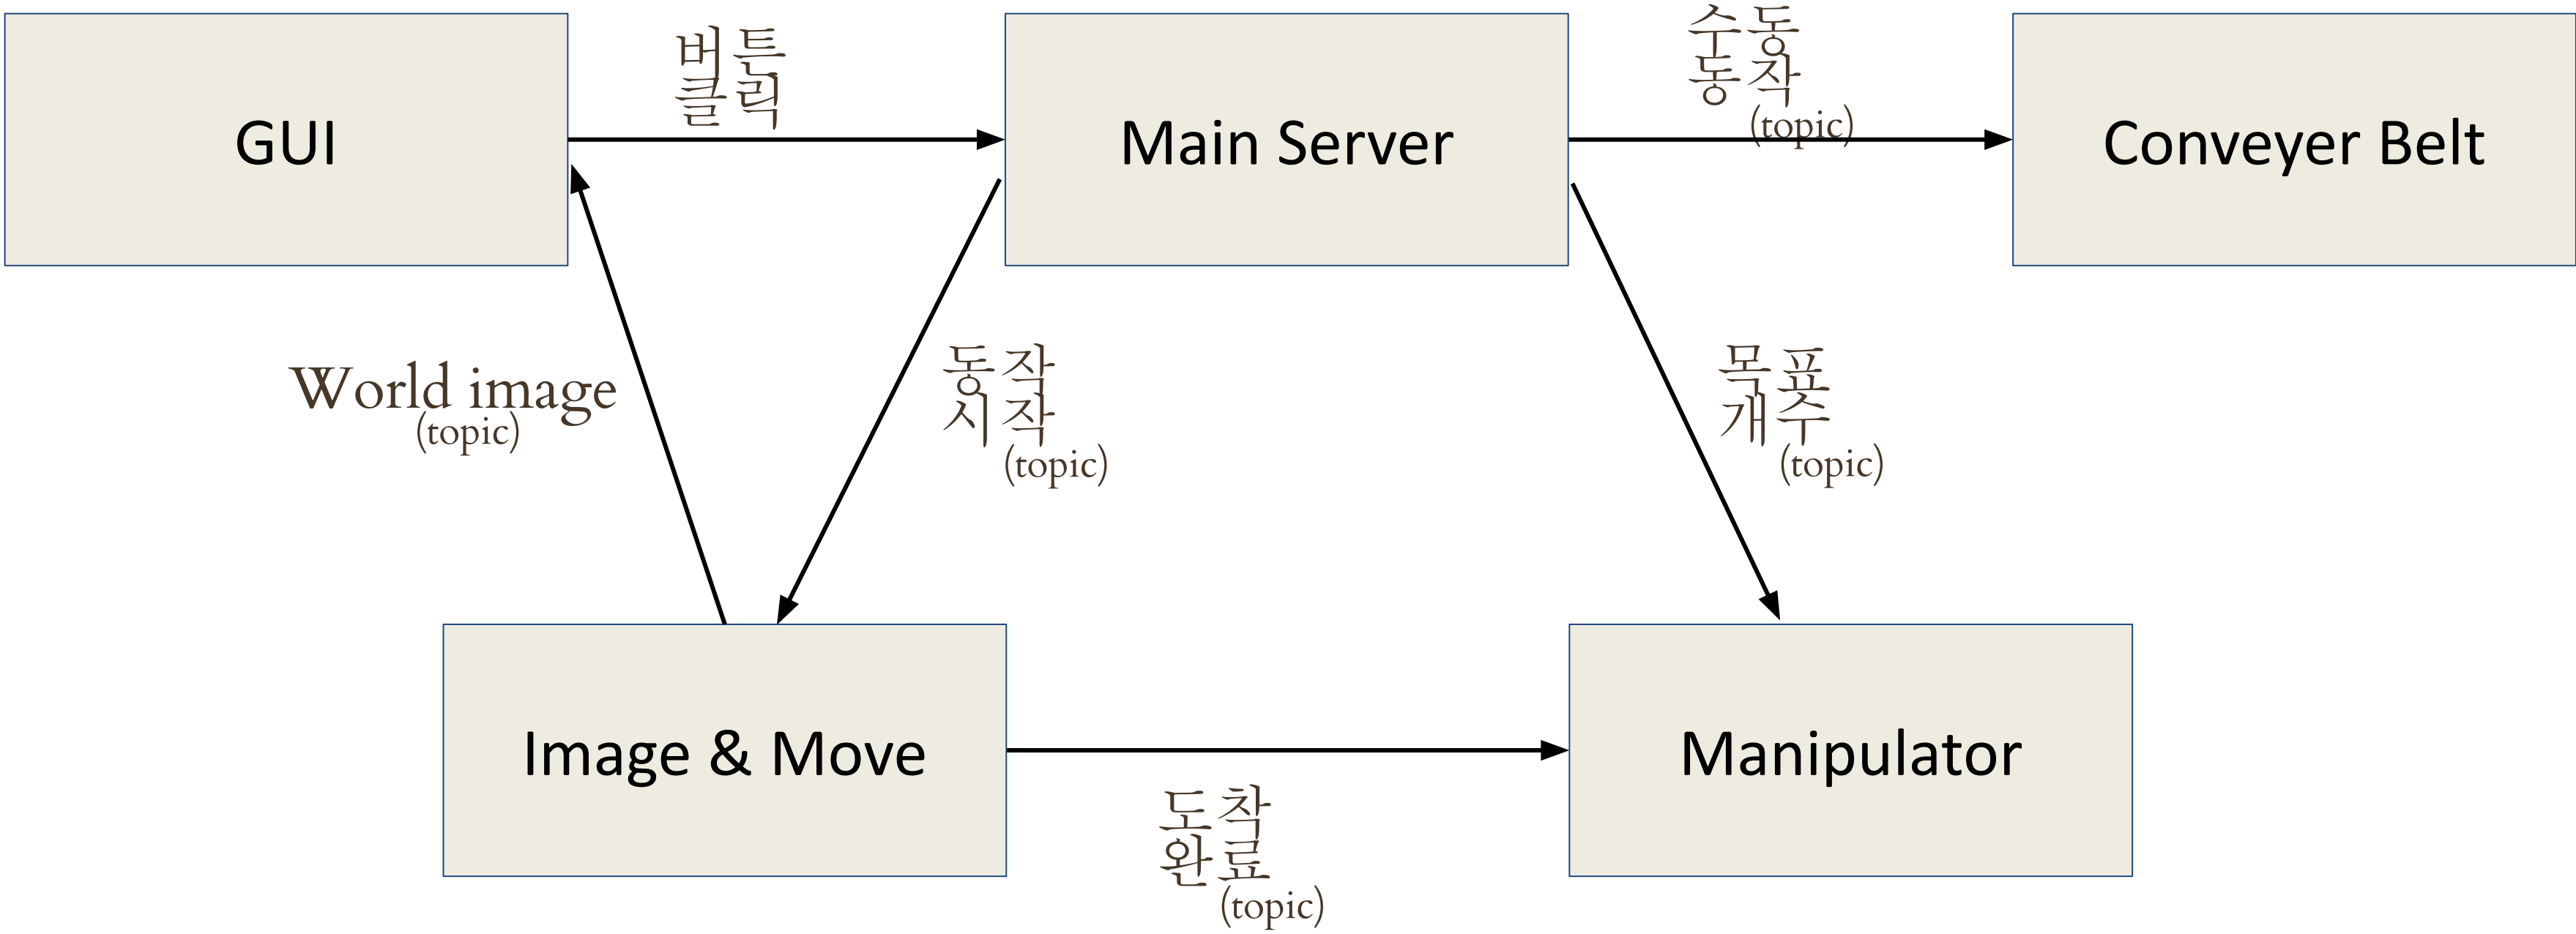 GUI
버튼
클릭
Main Server
수동
동작
(topic)
Conveyer Belt
World image
(topic)
동작
시작
(topic)
목표
개수
(topic)
Image & Move
도착
완료
(topic)
Manipulator